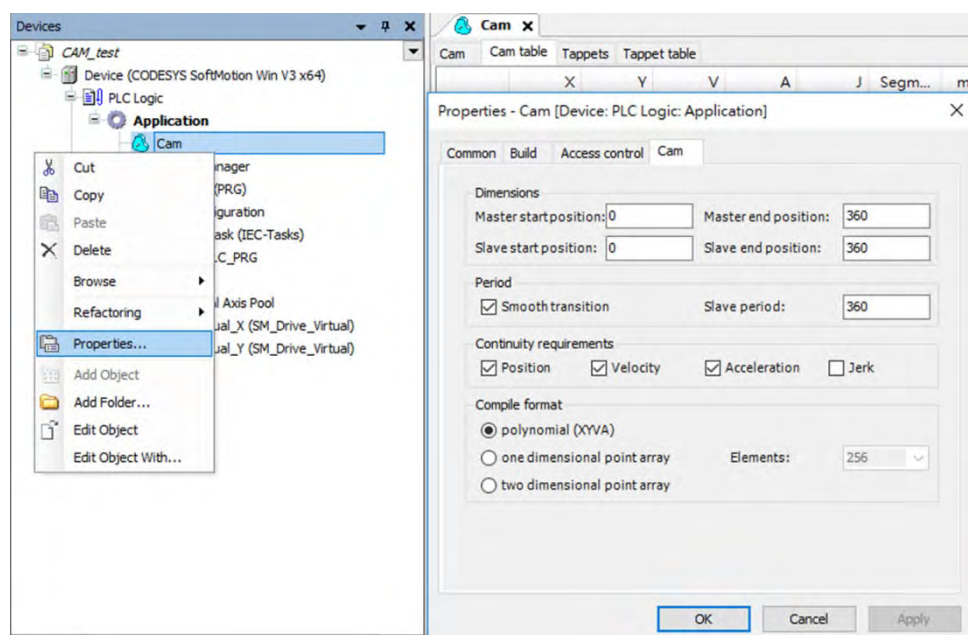 Devices
CAM_test
Device (CODESYS SoftMotion Win V3 x64)
PLC Logic
Application
Cam
Cut
Copy
Paste
Delete
Browse
Refactoring
Properties...
Add Object
Add Folder...
Edit Object
Edit Object With...
nager
(PRG)
iguration
ask (IEC-Tasks)
.C_PRG
l Axis Pool
ual_X (SM_Drive_Virtual)
ual_Y (SM_Drive_Virtual)
Cam
Cam Cam table Tappets Tappet table
X Y V A J Segm... m
Properties - Cam [Device: PLC Logic: Application]
Common Build Access control Cam
Dimensions
Master start position: 0 Master end position: 360
Slave start position: 0 Slave end position: 360
Period
Smooth transition Slave period: 360
Continuity requirements
Position Velocity Acceleration Jerk
Compile format
polynomial (XYVA)
one dimensional point array Elements: 256
two dimensional point array
OK Cancel Apply